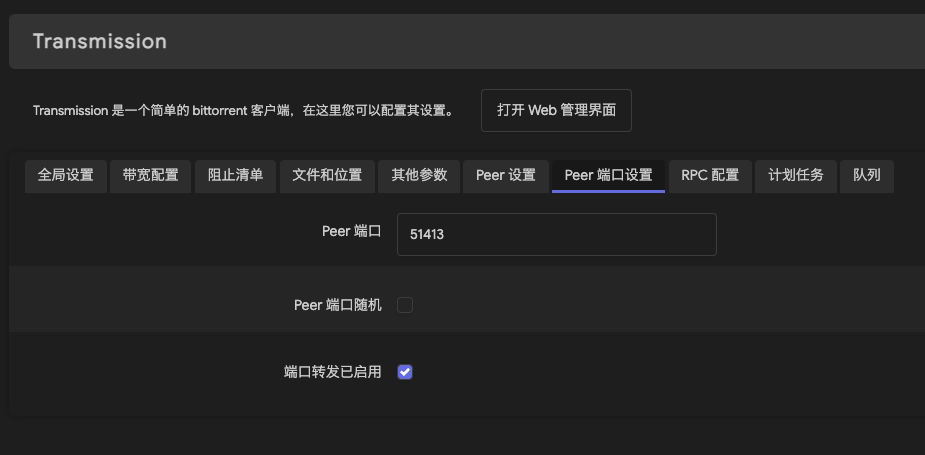 Transmission
Transmission 是一个简单的 bittorrent 客户端，在这里您可以配置其设置。 打开 Web 管理界面
全局设置 带宽配置 阻止清单 文件和位置 其他参数 Peer 设置 Peer 端口设置 RPC 配置 计划任务 队列
Peer 端口 51413
Peer 端口随机
端口转发已启用